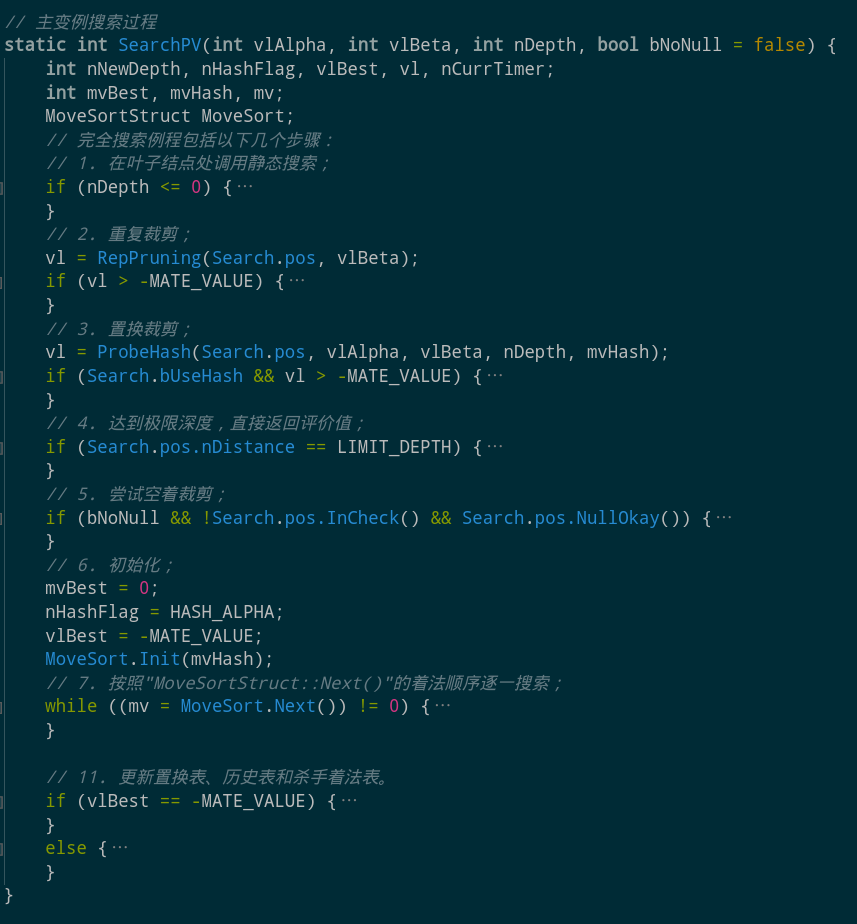 // 主变例搜索过程
static int SearchPV(int vlAlpha, int vlBeta, int nDepth, bool bNoNull = false) {
    int nNewDepth, nHashFlag, vlBest, vl, nCurrTimer;
    int mvBest, mvHash, mv;
    MoveSortStruct MoveSort;
    // 完全搜索例程包括以下几个步骤：
    // 1. 在叶子结点处调用静态搜索；
    if (nDepth <= 0) {···
    }
    // 2. 重复裁剪；
    vl = RepPruning(Search.pos, vlBeta);
    if (vl > -MATE_VALUE) {···
    }
    // 3. 置换裁剪；
    vl = ProbeHash(Search.pos, vlAlpha, vlBeta, nDepth, mvHash);
    if (Search.bUseHash && vl > -MATE_VALUE) {···
    }
    // 4. 达到极限深度，直接返回评价值；
    if (Search.pos.nDistance == LIMIT_DEPTH) {···
    }
    // 5. 尝试空着裁剪；
    if (bNoNull && !Search.pos.InCheck() && Search.pos.NullOkay()) {···
    }
    // 6. 初始化；
    mvBest = 0;
    nHashFlag = HASH_ALPHA;
    vlBest = -MATE_VALUE;
    MoveSort.Init(mvHash);
    // 7. 按照"MoveSortStruct::Next()"的着法顺序逐一搜索；
    while ((mv = MoveSort.Next()) != 0) {···
    }
    // 11. 更新置换表、历史表和杀手着法表。
    if (vlBest == -MATE_VALUE) {···
    }
    else {···
    }
}